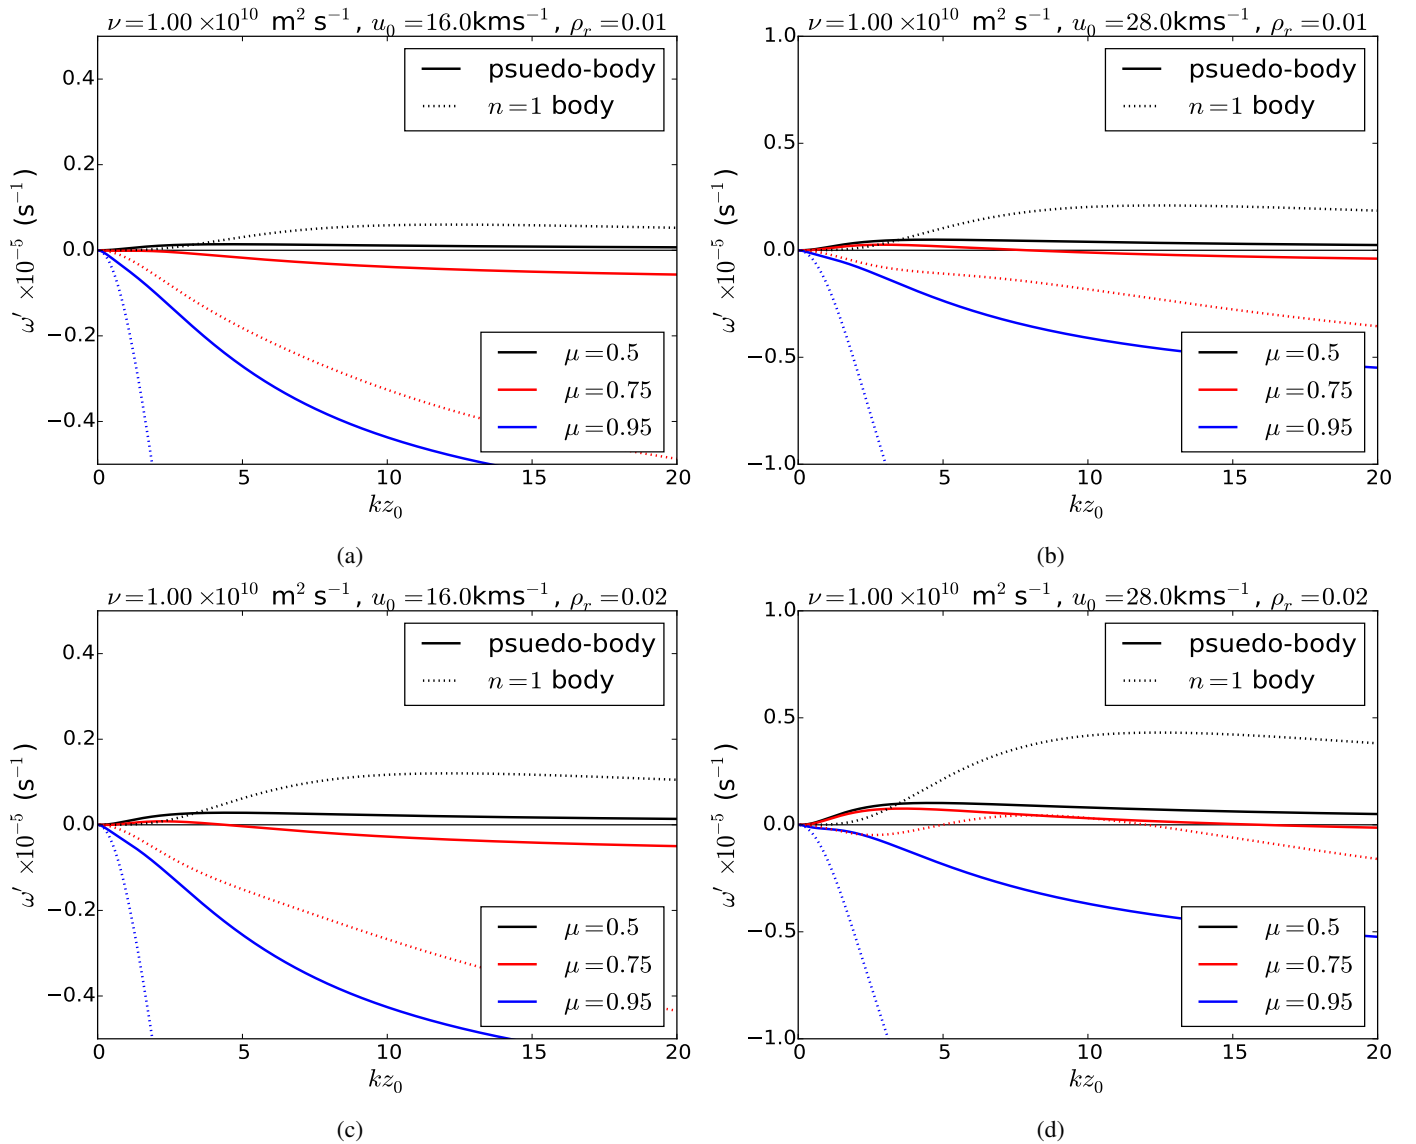 ν=1.00 ×10¹⁰ m² s⁻¹, u₀=16.0kms⁻¹, ρᵣ=0.01
psuedo-body
n=1 body
0.4
0.2
0.0
−0.2
−0.4
ω′ ×10⁻⁵ (s⁻¹)
μ=0.5
μ=0.75
μ=0.95
0 5 10 15 20
kz₀
(a)
ν=1.00 ×10¹⁰ m² s⁻¹, u₀=28.0kms⁻¹, ρᵣ=0.01
psuedo-body
n=1 body
1.0
0.5
0.0
−0.5
−1.0
ω′ ×10⁻⁵ (s⁻¹)
μ=0.5
μ=0.75
μ=0.95
0 5 10 15 20
kz₀
(b)
ν=1.00 ×10¹⁰ m² s⁻¹, u₀=16.0kms⁻¹, ρᵣ=0.02
psuedo-body
n=1 body
0.4
0.2
0.0
−0.2
−0.4
ω′ ×10⁻⁵ (s⁻¹)
μ=0.5
μ=0.75
μ=0.95
0 5 10 15 20
kz₀
(c)
ν=1.00 ×10¹⁰ m² s⁻¹, u₀=28.0kms⁻¹, ρᵣ=0.02
psuedo-body
n=1 body
1.0
0.5
0.0
−0.5
−1.0
ω′ ×10⁻⁵ (s⁻¹)
μ=0.5
μ=0.75
μ=0.95
0 5 10 15 20
kz₀
(d)